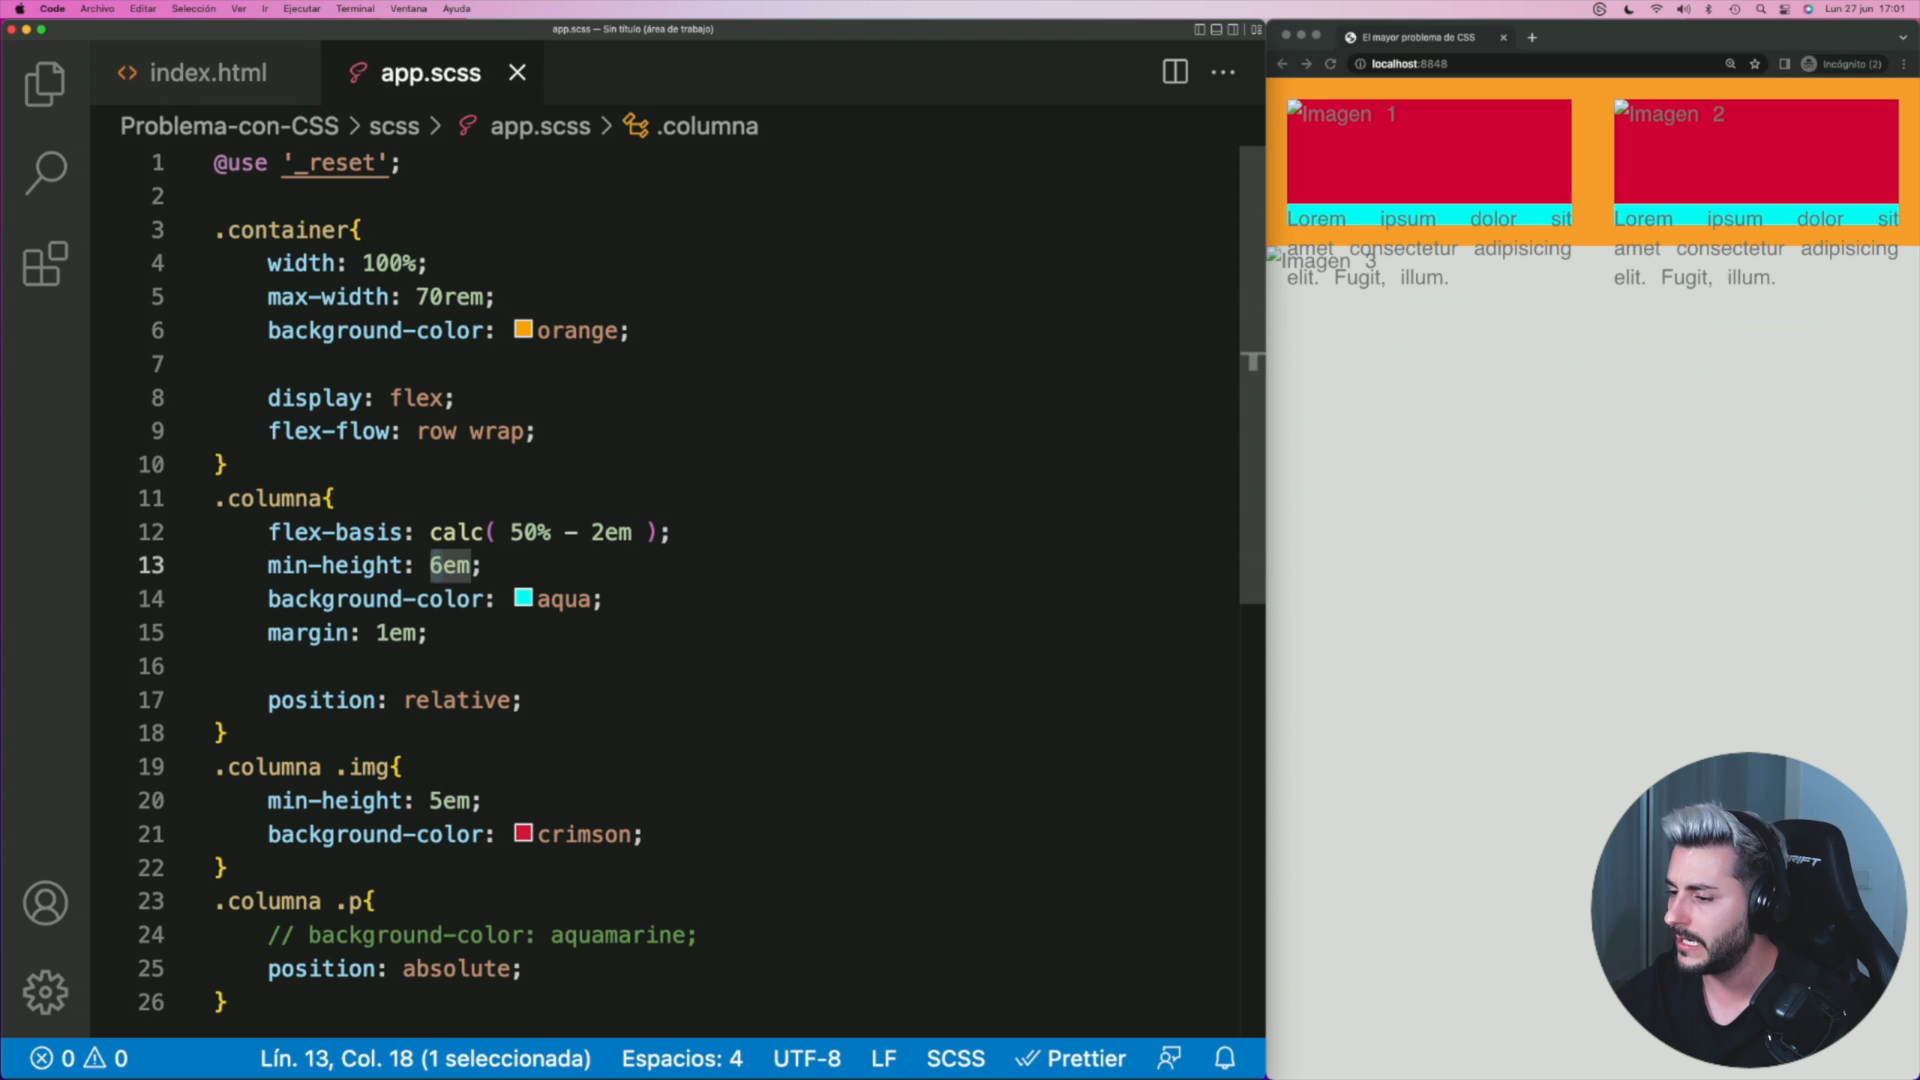 Code Archivo Editar Selección Ver Ir Ejecutar Terminal Ventana Ayuda
Lun 27 jun 17:01
app.scss — Sin título (área de trabajo)
index.html
app.scss
Problema-con-CSS > scss > app.scss > .columna
1 @use '_reset';
2
3 .container{
4 width: 100%;
5 max-width: 70rem;
6 background-color: orange;
7
8 display: flex;
9 flex-flow: row wrap;
10 }
11 .columna{
12 flex-basis: calc( 50% - 2em );
13 min-height: 6em;
14 background-color: aqua;
15 margin: 1em;
16
17 position: relative;
18 }
19 .columna .img{
20 min-height: 5em;
21 background-color: crimson;
22 }
23 .columna .p{
24 // background-color: aquamarine;
25 position: absolute;
26 }
0 0
Lín. 13, Col. 18 (1 seleccionada)
Espacios: 4
UTF-8
LF
SCSS
Prettier
El mayor problema de CSS
localhost:8848
Incógnito (2)
Imagen 1
Lorem ipsum dolor sit
amet consectetur adipisicing
elit. Fugit, illum.
Imagen 2
Lorem ipsum dolor sit
amet consectetur adipisicing
elit. Fugit, illum.
Imagen 3